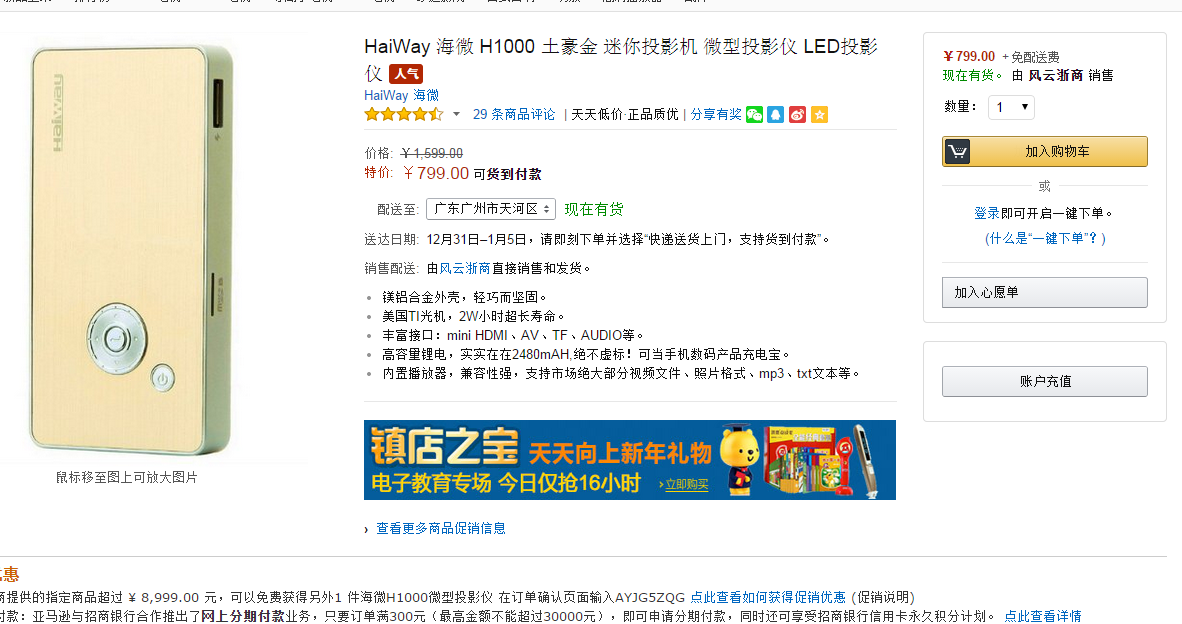 HaiWay
HaiWay 海微 H1000 土豪金 迷你投影机 微型投影仪 LED投影
仪 人气
HaiWay 海微
29 条商品评论 | 天天低价·正品质优 | 分享有奖
价格: ￥1,599.00
特价: ￥799.00 可货到付款
配送至: 广东广州市天河区 现在有货
送达日期: 12月31日–1月5日，请即刻下单并选择“快递送货上门，支持货到付款”。
销售配送: 由风云浙商直接销售和发货。
镁铝合金外壳，轻巧而坚固。
美国TI光机，2W小时超长寿命。
丰富接口：mini HDMI、AV、TF、AUDIO等。
高容量锂电，实实在在2480mAH,绝不虚标！可当手机数码产品充电宝。
内置播放器，兼容性强，支持市场绝大部分视频文件、照片格式、mp3、txt文本等。
镇店之宝 天天向上新年礼物
电子教育专场 今日仅抢16小时 ›立即购买
› 查看更多商品促销信息
鼠标移至图上可放大图片
￥799.00 + 免配送费
现在有货。 由 风云浙商 销售
数量： 1
加入购物车
或
登录即可开启一键下单。
(什么是“一键下单”？)
加入心愿单
账户充值
惠
商提供的指定商品超过 ¥ 8,999.00 元，可以免费获得另外1 件海微H1000微型投影仪 在订单确认页面输入AYJG5ZQG 点此查看如何获得促销优惠 (促销说明)
付款：亚马逊与招商银行合作推出了网上分期付款业务，只要订单满300元（最高金额不能超过30000元），即可申请分期付款，同时还可享受招商银行信用卡永久积分计划。 点此查看详情